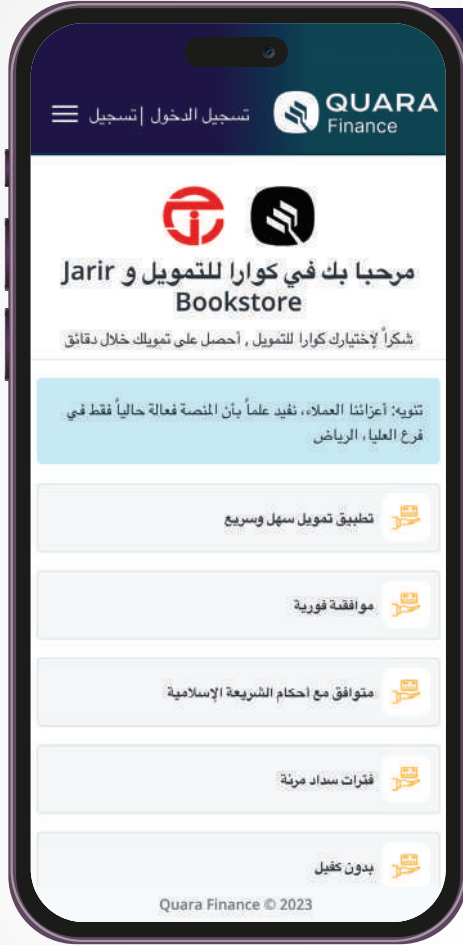 QUARA
Finance
تسجيل الدخول | تسجيل
مرحبا بك في كوارا للتمويل و Jarir
Bookstore
شكراً لإختيارك كوارا للتمويل , أحصل على تمويلك خلال دقائق
تنويه: أعزائنا العملاء، نفيد علماً بأن المنصة فعالة حالياً فقط في
فرع العليا، الرياض
تطبيق تمويل سهل وسريع
موافقة فورية
متوافق مع أحكام الشريعة الإسلامية
فترات سداد مرنة
بدون كفيل
Quara Finance © 2023